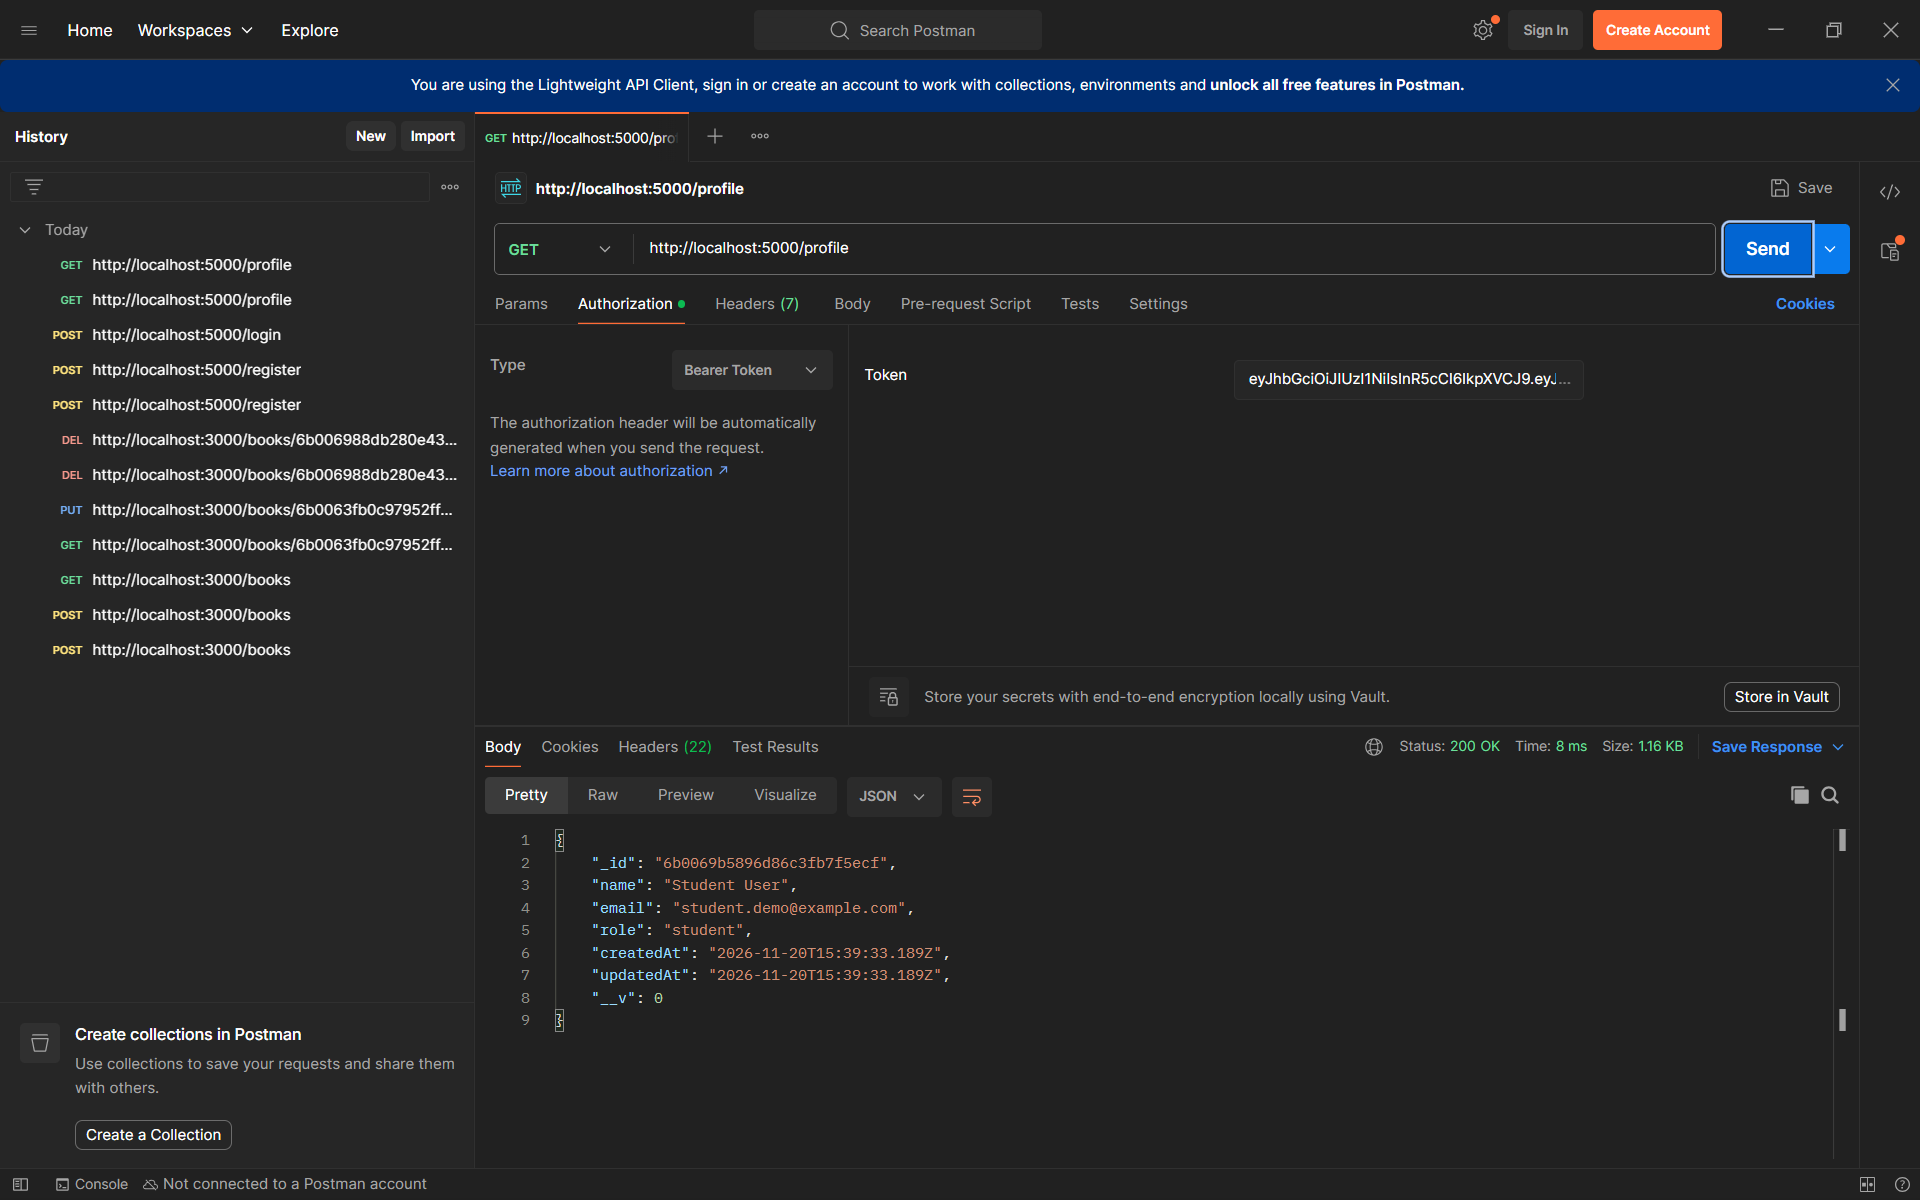 Home Workspaces Explore Search Postman Sign In Create Account
You are using the Lightweight API Client, sign in or create an account to work with collections, environments and unlock all free features in Postman.
History New Import
Today
GET http://localhost:5000/profile
GET http://localhost:5000/profile
POST http://localhost:5000/login
POST http://localhost:5000/register
POST http://localhost:5000/register
DEL http://localhost:3000/books/6b006988db280e43...
DEL http://localhost:3000/books/6b006988db280e43...
PUT http://localhost:3000/books/6b0063fb0c97952ff...
GET http://localhost:3000/books/6b0063fb0c97952ff...
GET http://localhost:3000/books
POST http://localhost:3000/books
POST http://localhost:3000/books
Create collections in Postman
Use collections to save your requests and share them
with others.
Create a Collection
GET http://localhost:5000/pro
HTTP http://localhost:5000/profile Save
GET http://localhost:5000/profile Send
Params Authorization Headers (7) Body Pre-request Script Tests Settings Cookies
Type Bearer Token
The authorization header will be automatically
generated when you send the request.
Learn more about authorization ↗
Token eyJhbGciOiJIUzI1NiIsInR5cCI6IkpXVCJ9.eyJ...
Store your secrets with end-to-end encryption locally using Vault. Store in Vault
Body Cookies Headers (22) Test Results Status: 200 OK Time: 8 ms Size: 1.16 KB Save Response
Pretty Raw Preview Visualize JSON
1 {
2 "_id": "6b0069b5896d86c3fb7f5ecf",
3 "name": "Student User",
4 "email": "student.demo@example.com",
5 "role": "student",
6 "createdAt": "2026-11-20T15:39:33.189Z",
7 "updatedAt": "2026-11-20T15:39:33.189Z",
8 "__v": 0
9 }
Console Not connected to a Postman account